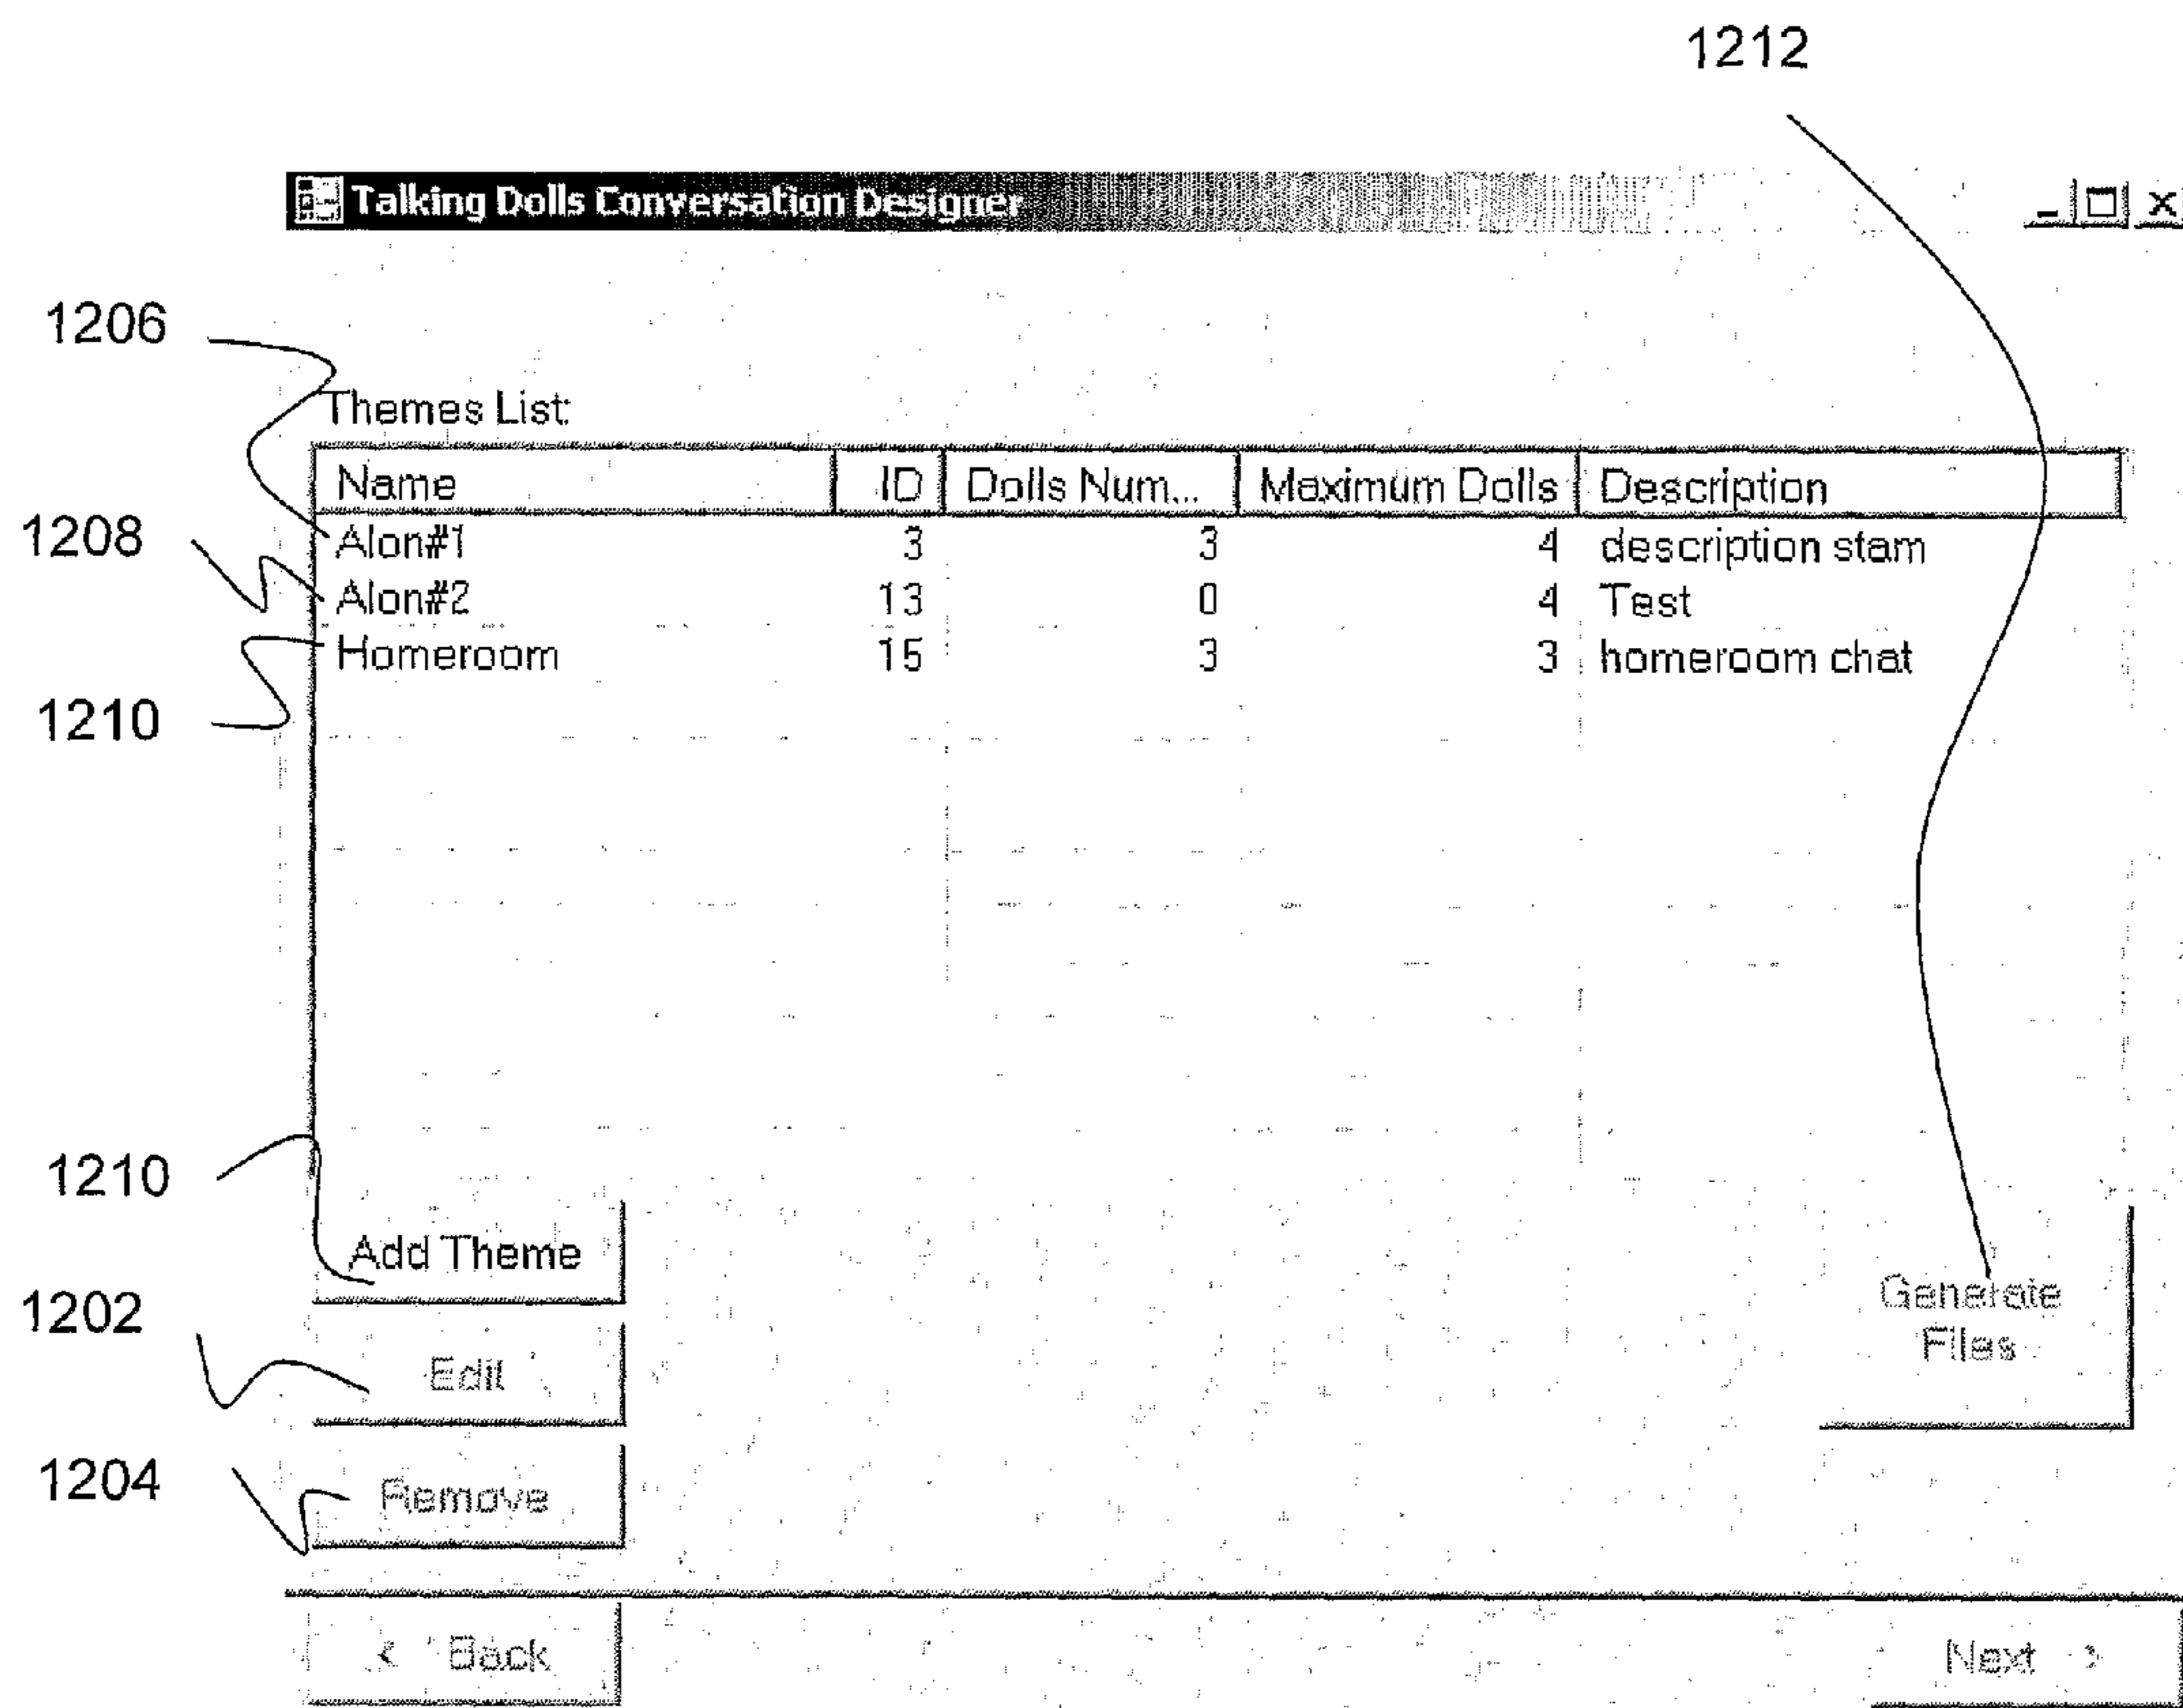 1212
Talking Dolls Conversation Designer
1206
Themes List:
Name ID Dolls Num... Maximum Dolls Description
1208
Alon#1 3 3 4 description stam
Alon#2 13 0 4 Test
Homeroom 15 3 3 homeroom chat
1210
1210
Add Theme
1202
Generate
Files
Edit
1204
Remove
< Back
Next >